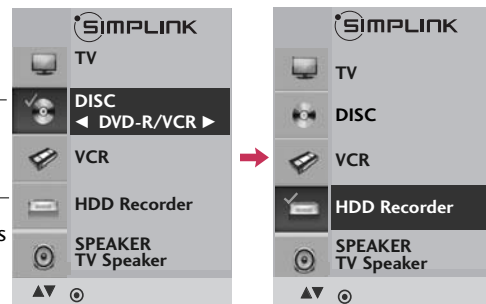 SIMPLINK
TV
DISC
◄ DVD-R/VCR ►
VCR
HDD Recorder
SPEAKER
TV Speaker
▲▼ ⊙
s
SIMPLINK
TV
DISC
VCR
HDD Recorder
SPEAKER
TV Speaker
▲▼ ⊙